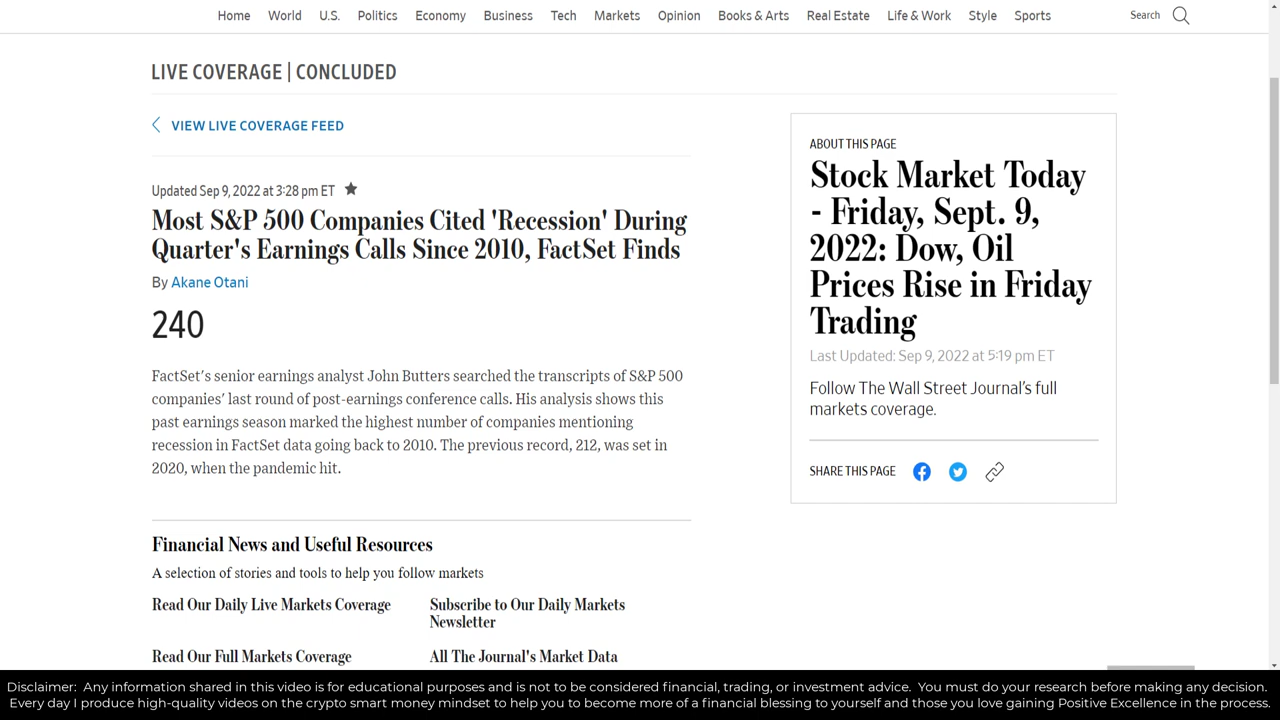 Home World U.S. Politics Economy Business Tech Markets Opinion Books & Arts Real Estate Life & Work Style Sports Search
LIVE COVERAGE | CONCLUDED
VIEW LIVE COVERAGE FEED
Updated Sep 9, 2022 at 3:28 pm ET
Most S&P 500 Companies Cited 'Recession' During
Quarter's Earnings Calls Since 2010, FactSet Finds
By Akane Otani
240
FactSet's senior earnings analyst John Butters searched the transcripts of S&P 500
companies' last round of post-earnings conference calls. His analysis shows this
past earnings season marked the highest number of companies mentioning
recession in FactSet data going back to 2010. The previous record, 212, was set in
2020, when the pandemic hit.
Financial News and Useful Resources
A selection of stories and tools to help you follow markets
Read Our Daily Live Markets Coverage
Subscribe to Our Daily Markets
Newsletter
Read Our Full Markets Coverage
All The Journal's Market Data
ABOUT THIS PAGE
Stock Market Today
- Friday, Sept. 9,
2022: Dow, Oil
Prices Rise in Friday
Trading
Last Updated: Sep 9, 2022 at 5:19 pm ET
Follow The Wall Street Journal's full
markets coverage.
SHARE THIS PAGE
Disclaimer: Any information shared in this video is for educational purposes and is not to be considered financial, trading, or investment advice. You must do your research before making any decision.
Every day I produce high-quality videos on the crypto smart money mindset to help you to become more of a financial blessing to yourself and those you love gaining Positive Excellence in the process.